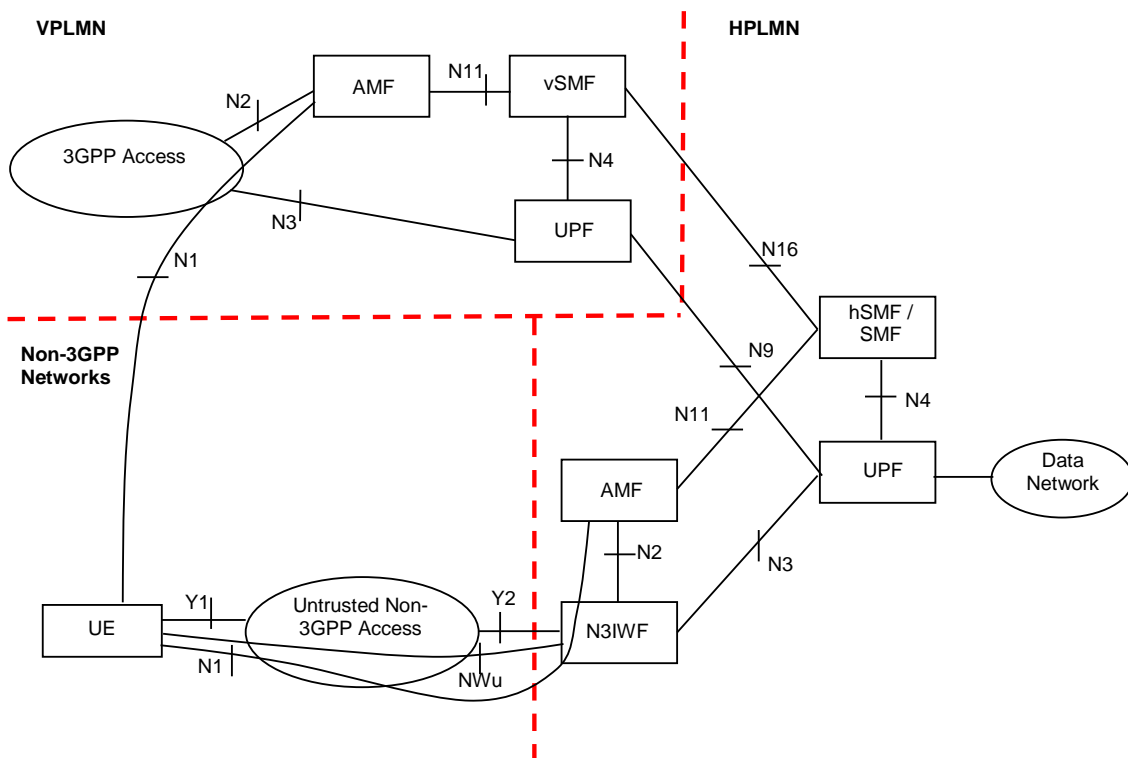 VPLMN
HPLMN
N11
AMF
vSMF
N2
3GPP Access
N4
N3
UPF
N1
N16
hSMF /
SMF
Non-3GPP
Networks
N9
N11
N4
AMF
UPF
Data
Network
N2
N3
Y1
Untrusted Non-
3GPP Access
Y2
UE
N3IWF
N1
NWu